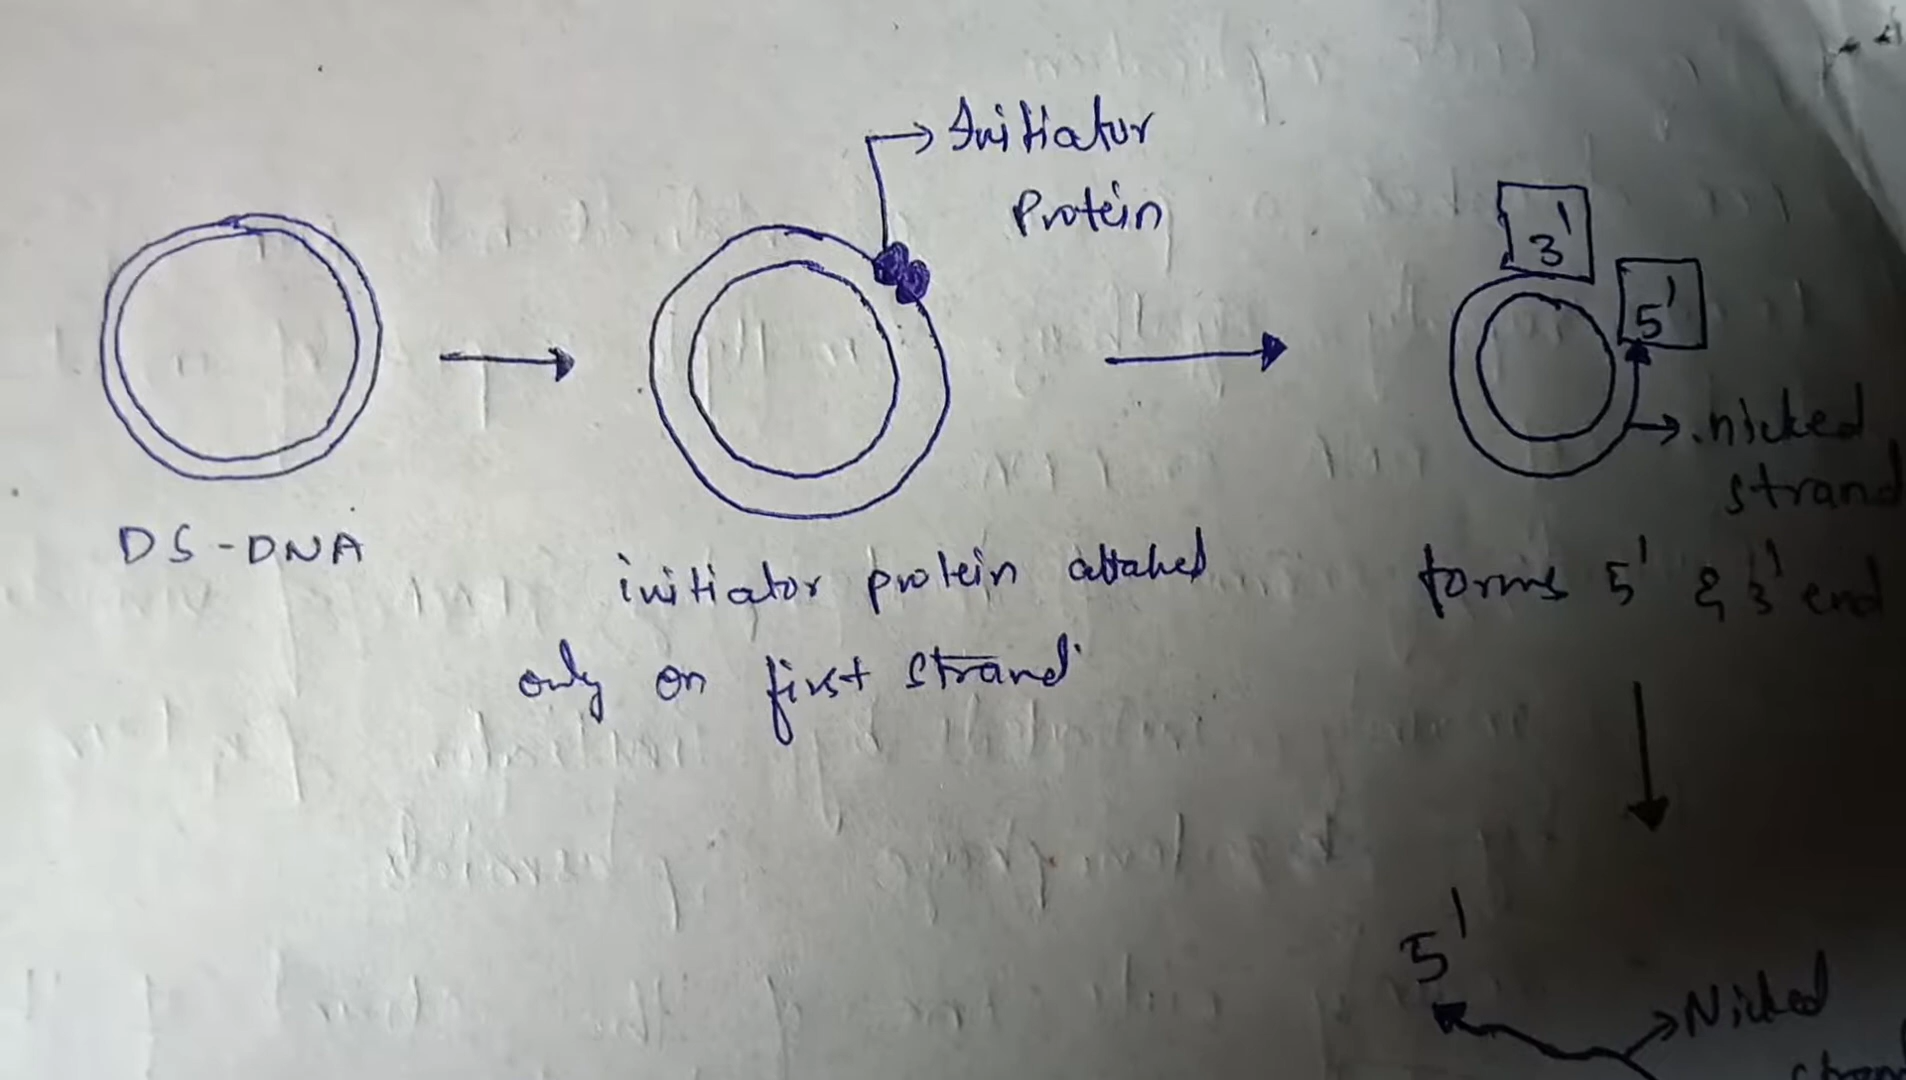 Initiator
Protein
3'
5'
nicked
strand
DS-DNA
initiator protein attahed
only on first strand
forms 5' & 3' end
5'
Nicked